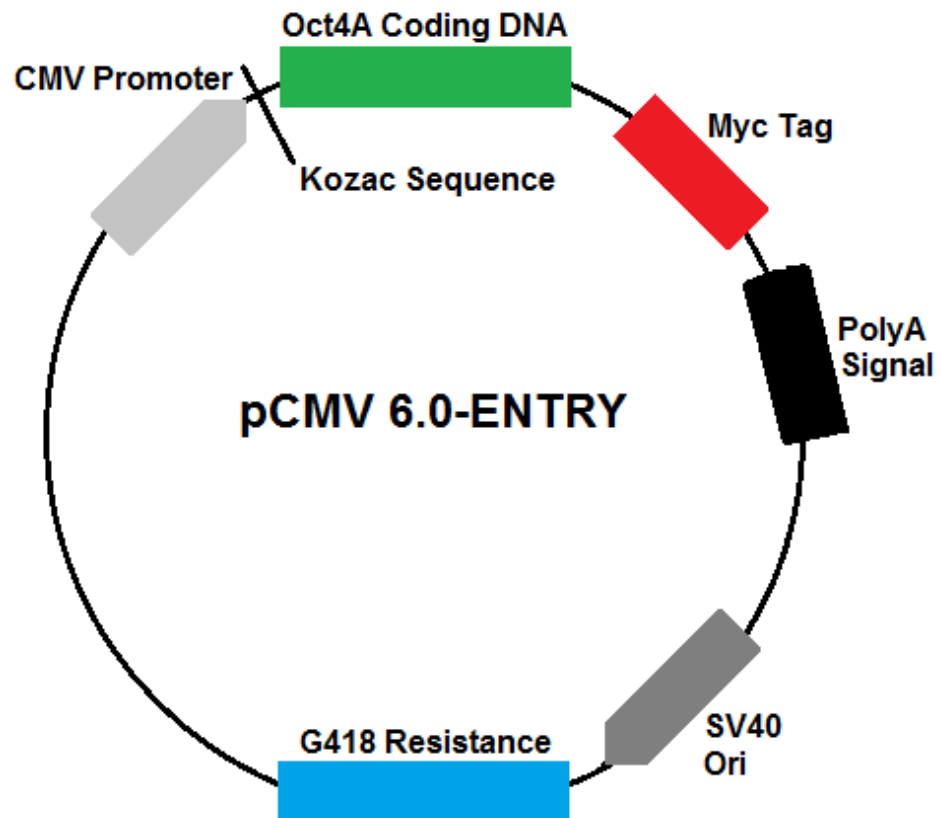 Oct4A Coding DNA
CMV Promoter
Myc Tag
Kozac Sequence
PolyA
Signal
pCMV 6.0-ENTRY
SV40
Ori
G418 Resistance